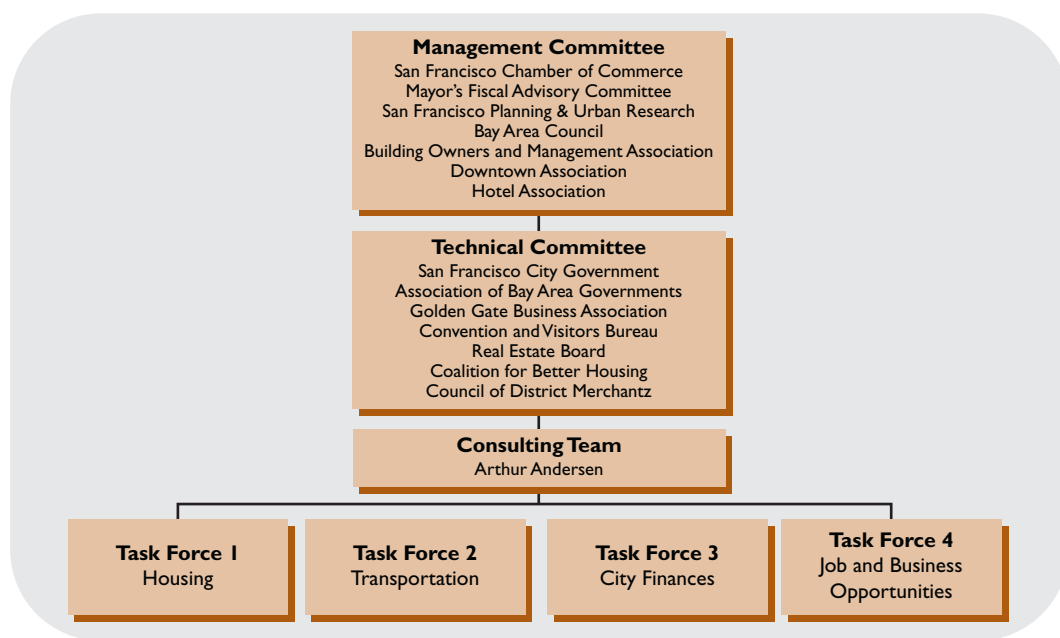 Management Committee
San Francisco Chamber of Commerce
Mayor's Fiscal Advisory Committee
San Francisco Planning & Urban Research
Bay Area Council
Building Owners and Management Association
Downtown Association
Hotel Association
Technical Committee
San Francisco City Government
Association of Bay Area Governments
Golden Gate Business Association
Convention and Visitors Bureau
Real Estate Board
Coalition for Better Housing
Council of District Merchantz
Consulting Team
Arthur Andersen
Task Force 1
Housing
Task Force 2
Transportation
Task Force 3
City Finances
Task Force 4
Job and Business
Opportunities